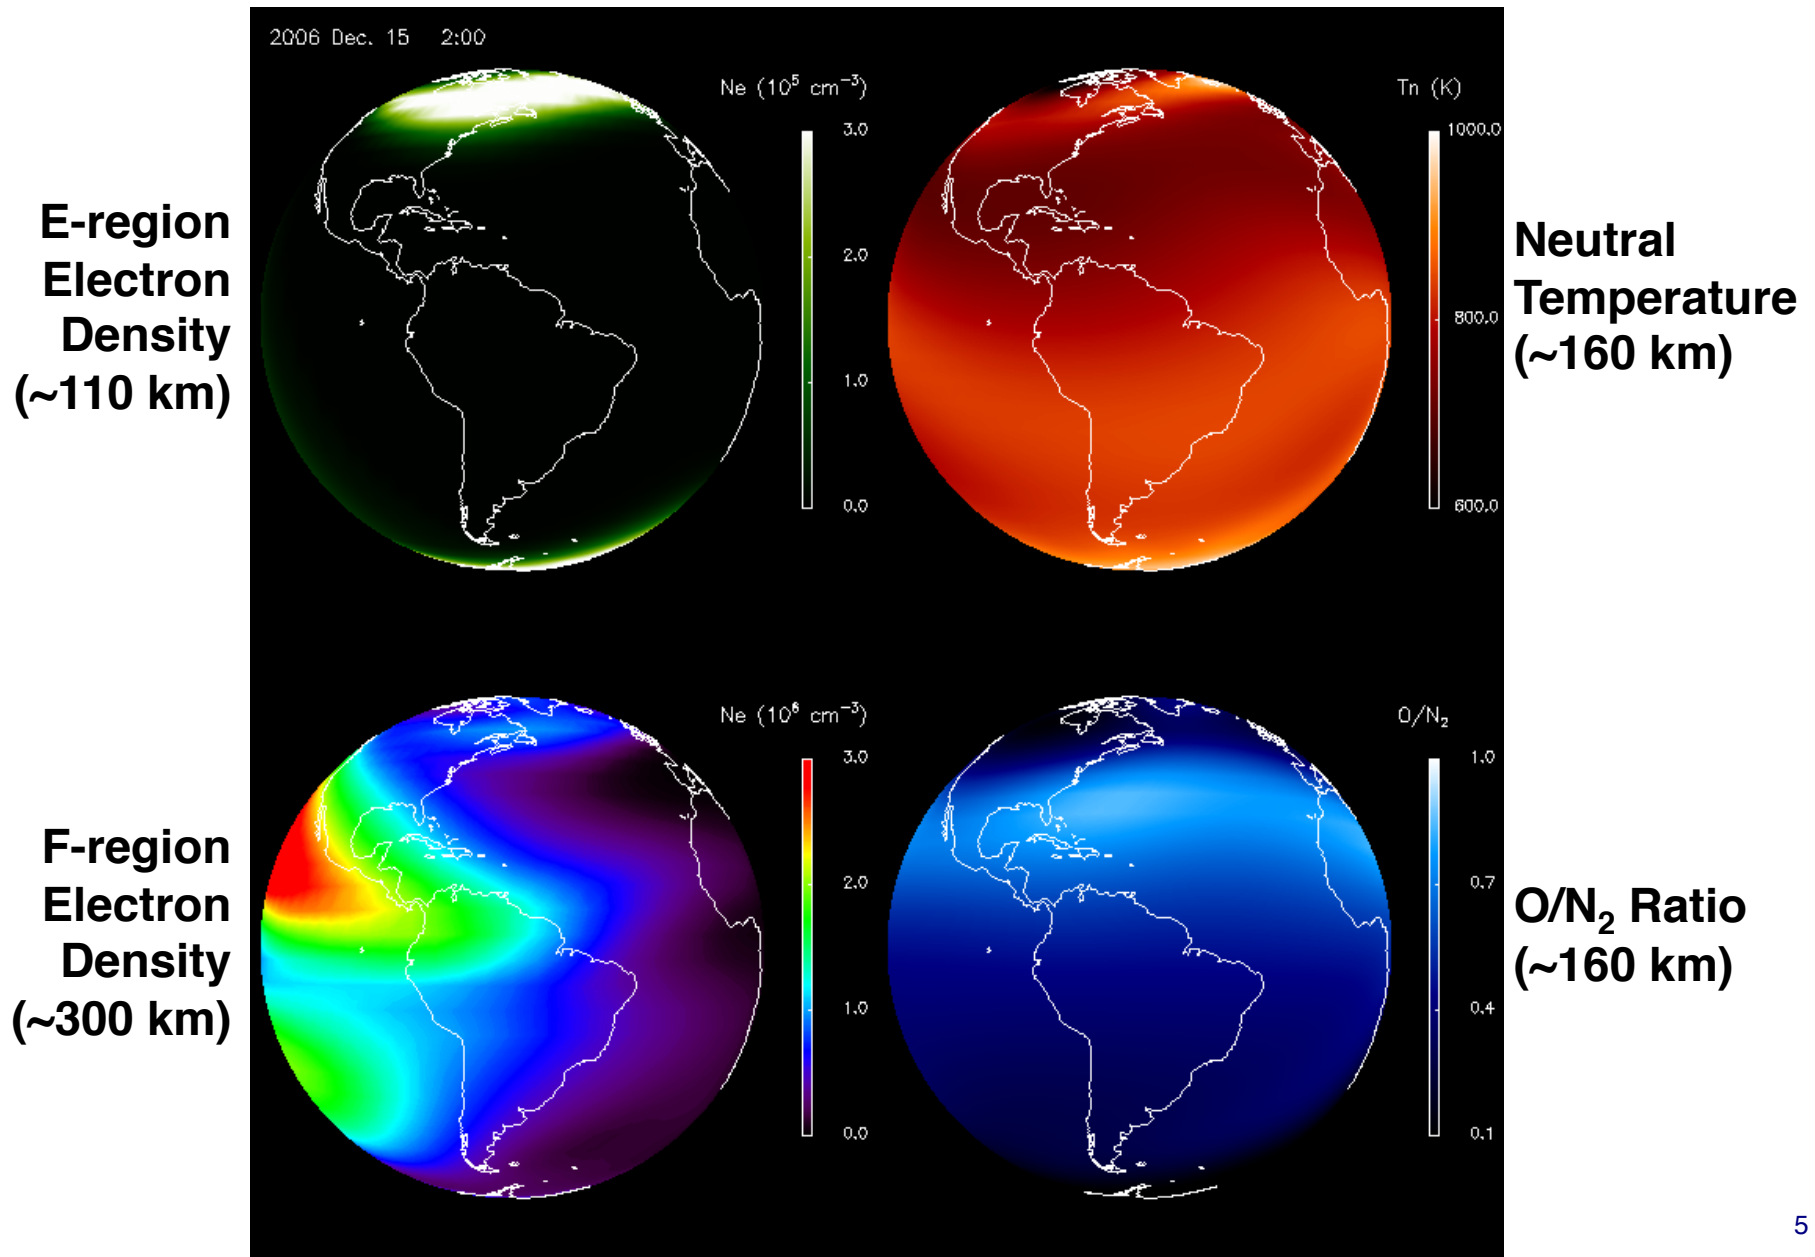 2006 Dec. 15 2:00
E-region
Electron
Density
(~110 km)
Ne (10⁵ cm⁻³)
3.0
2.0
1.0
0.0
Tn (K)
1000.0
800.0
600.0
Neutral
Temperature
(~160 km)
F-region
Electron
Density
(~300 km)
Ne (10⁶ cm⁻³)
3.0
2.0
1.0
0.0
O/N₂
1.0
0.7
0.4
0.1
O/N₂ Ratio
(~160 km)
5